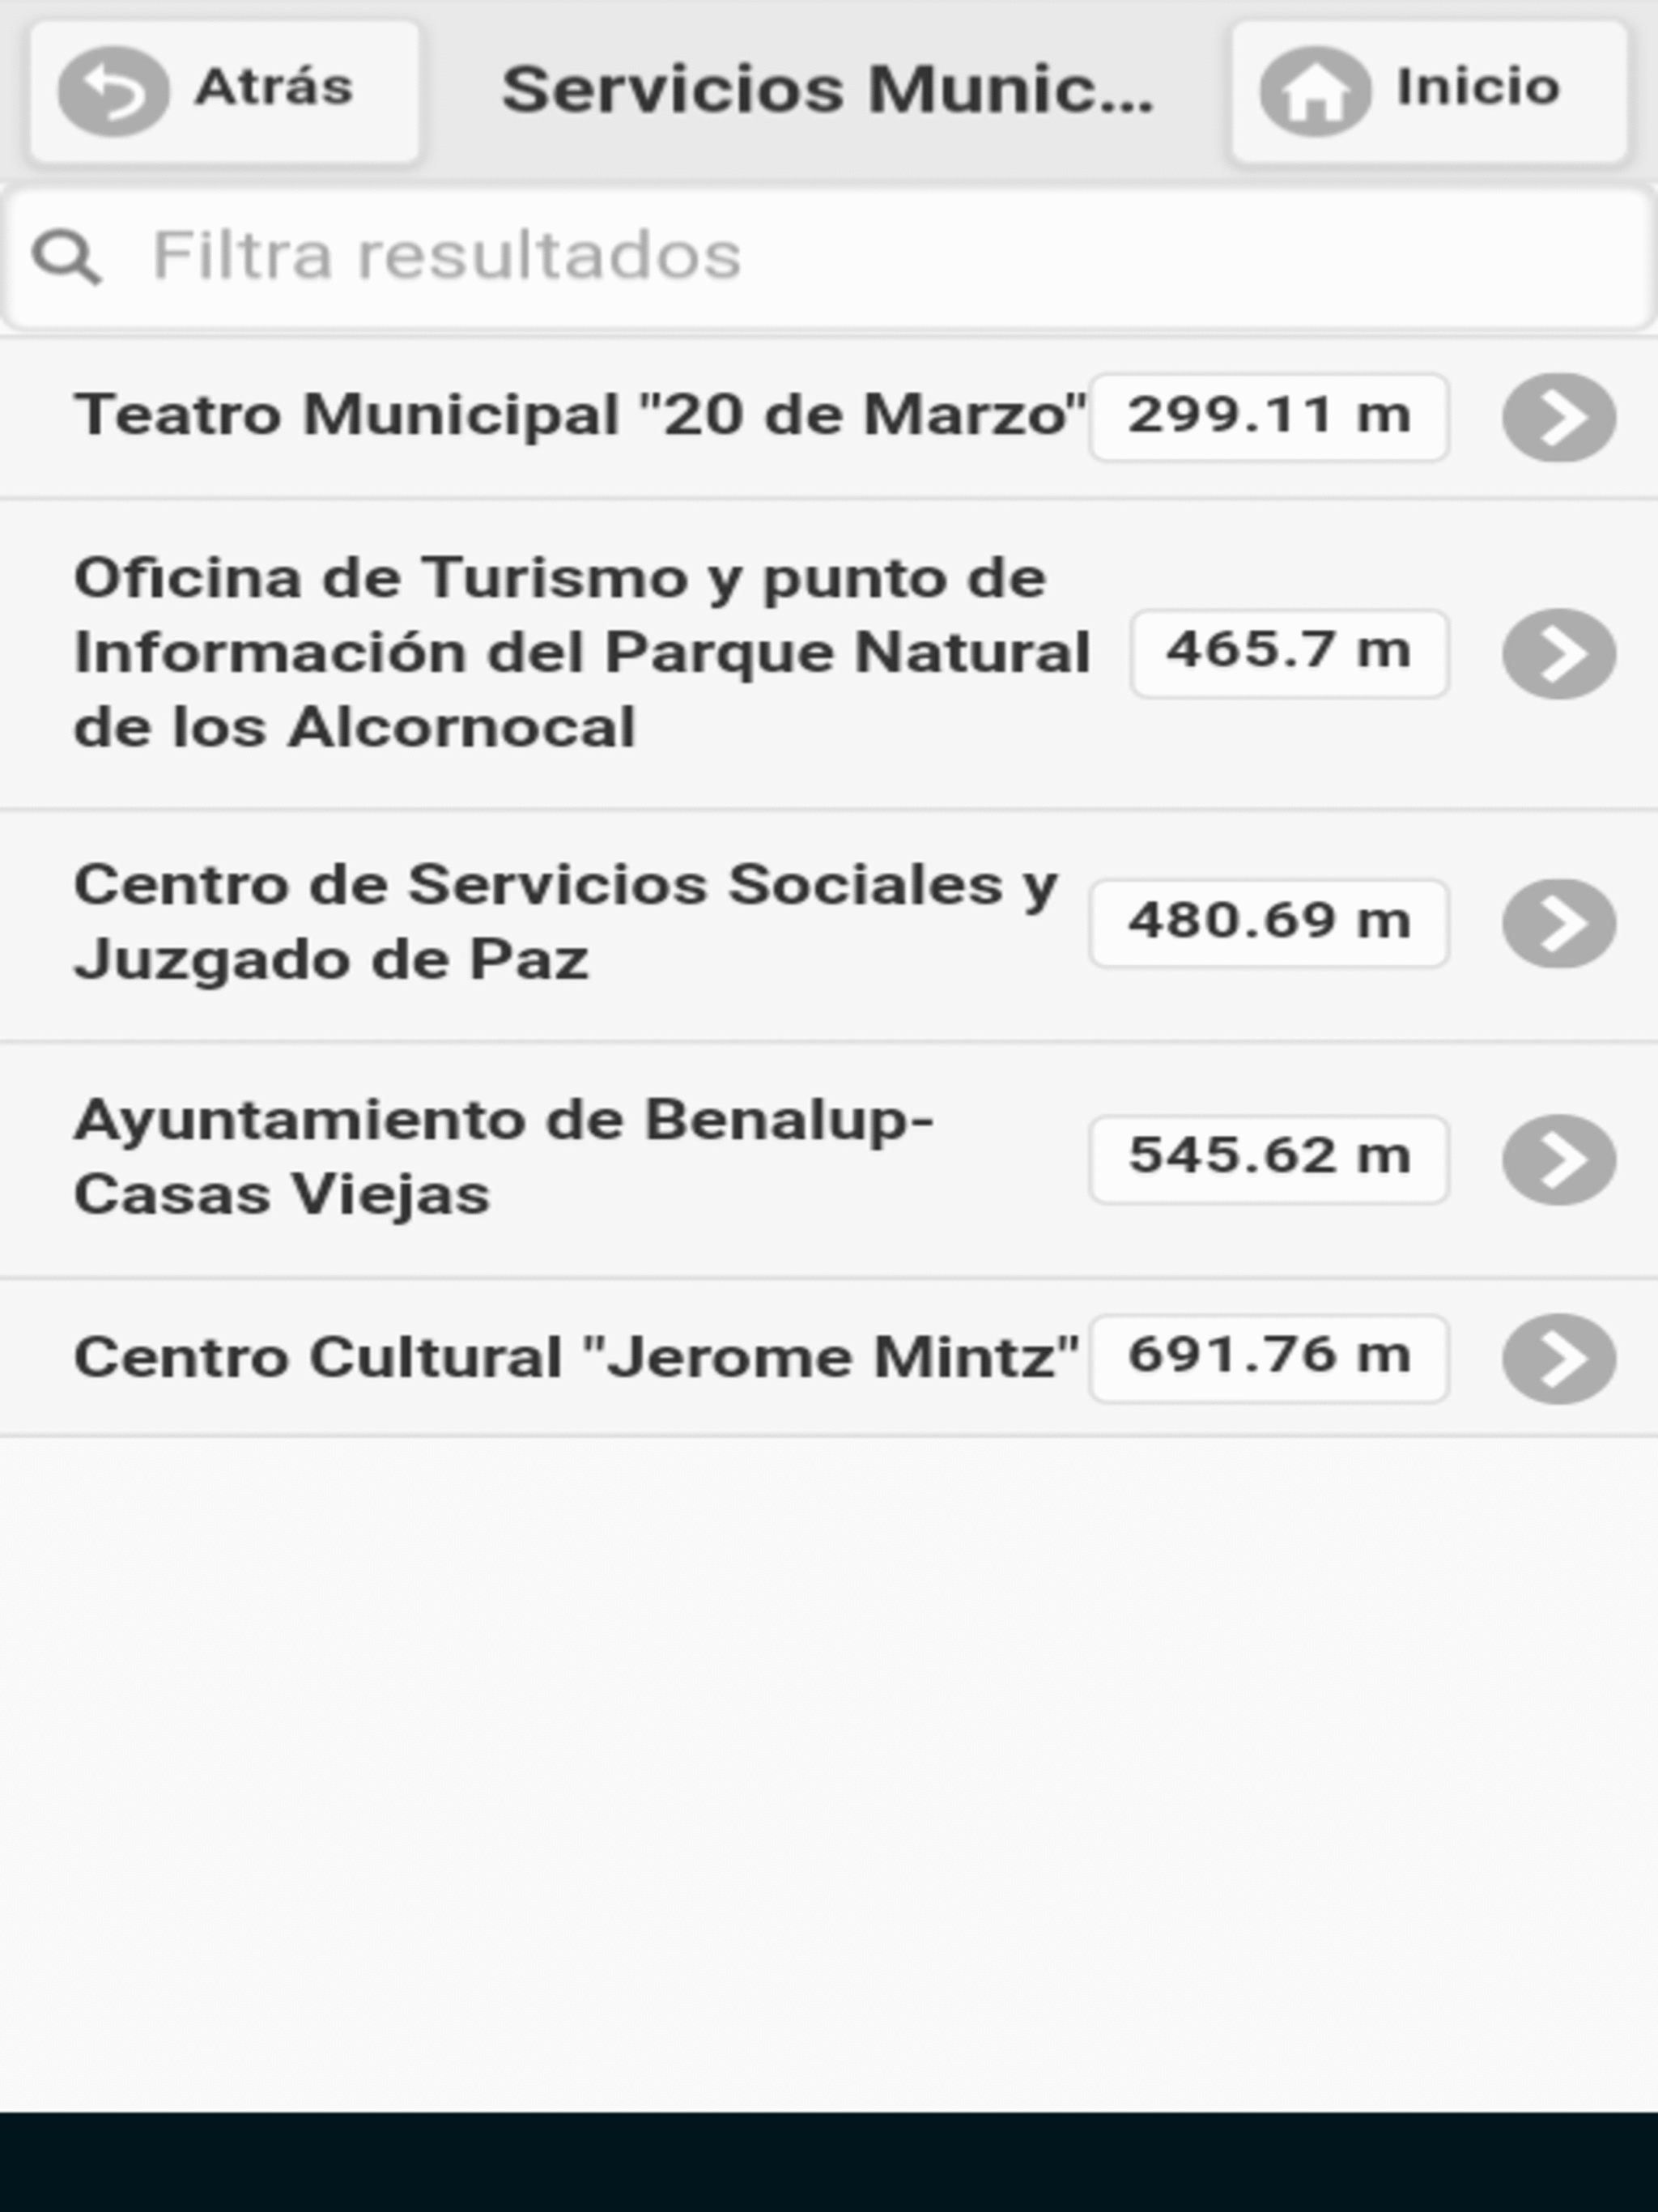 Atrás
Servicios Munic...
Inicio
Filtra resultados
Teatro Municipal "20 de Marzo"
299.11 m
Oficina de Turismo y punto de
Información del Parque Natural
de los Alcornocal
465.7 m
Centro de Servicios Sociales y
Juzgado de Paz
480.69 m
Ayuntamiento de Benalup-
Casas Viejas
545.62 m
Centro Cultural "Jerome Mintz"
691.76 m